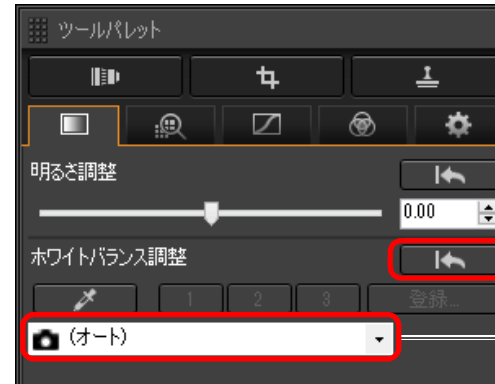 ツールパレット
明るさ調整
0.00
ホワイトバランス調整
1 2 3 登録...
(オート)